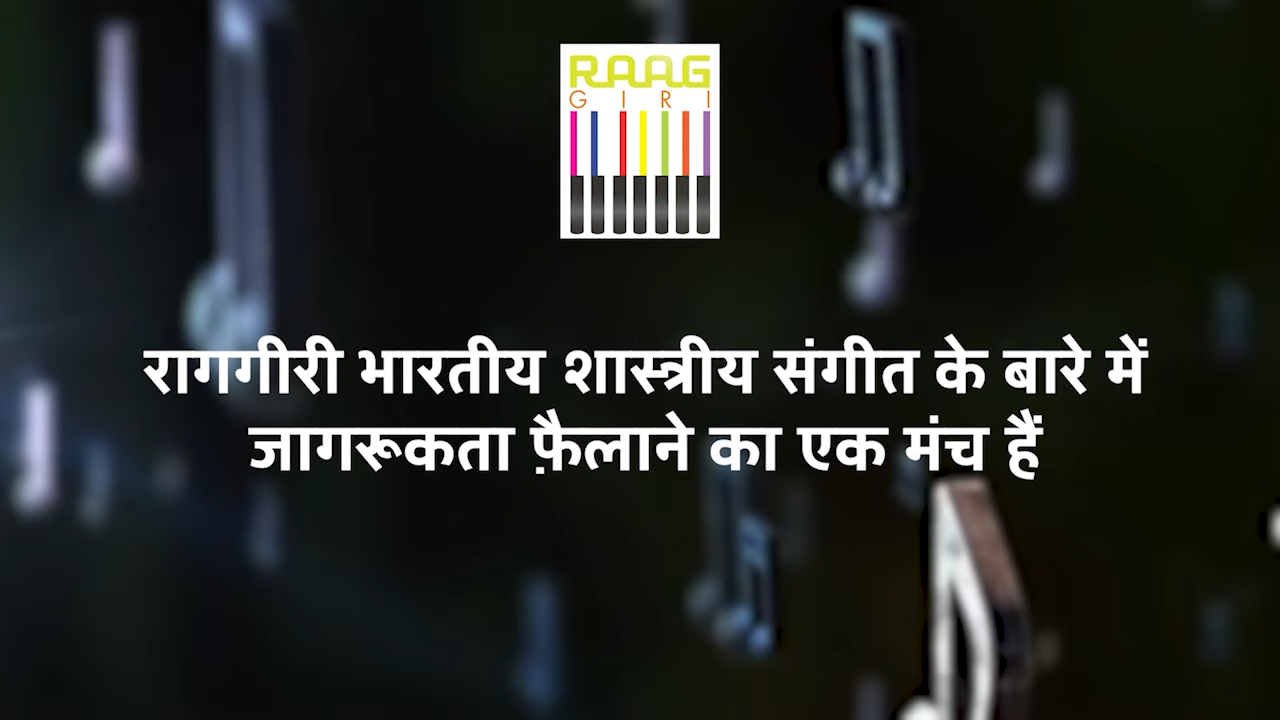 RAAG
GIRI
रागगीरी भारतीय शास्त्रीय संगीत के बारे में
जागरूकता फ़ैलाने का एक मंच हैं